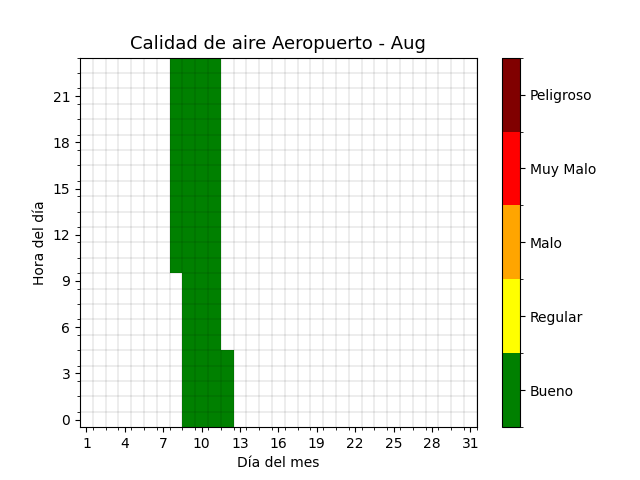 Calidad de aire Aeropuerto - Aug
Hora del día
21
18
15
12
9
6
3
0
1 4 7 10 13 16 19 22 25 28 31
Día del mes
Peligroso
Muy Malo
Malo
Regular
Bueno